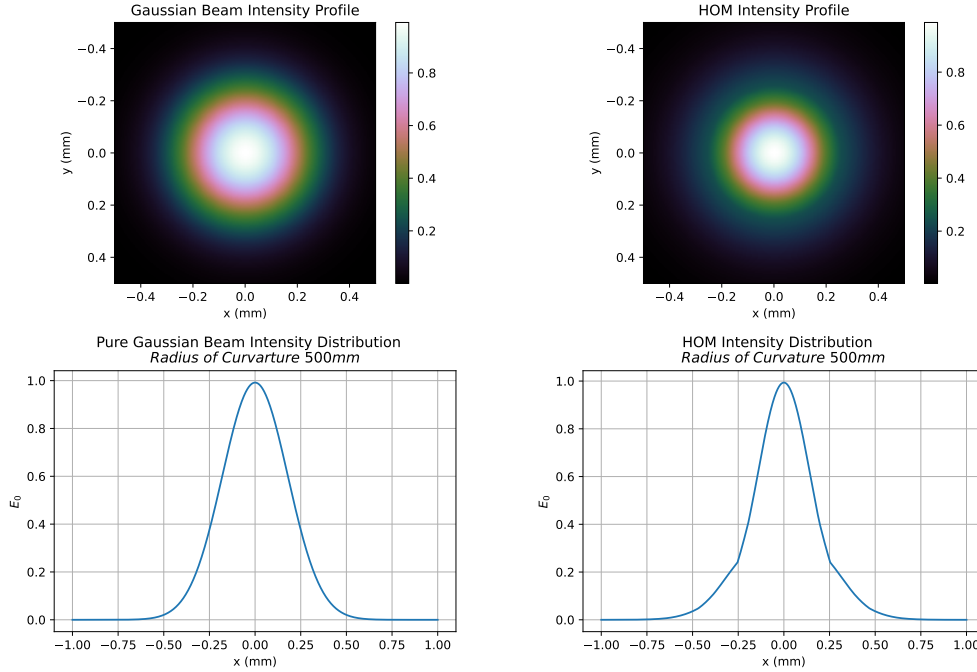 Gaussian Beam Intensity Profile
−0.4
−0.2
0.0
0.2
0.4
y (mm)
−0.4 −0.2 0.0 0.2 0.4
x (mm)
0.8
0.6
0.4
0.2
HOM Intensity Profile
−0.4
−0.2
0.0
0.2
0.4
y (mm)
−0.4 −0.2 0.0 0.2 0.4
x (mm)
0.8
0.6
0.4
0.2
Pure Gaussian Beam Intensity Distribution
Radius of Curvarture 500mm
1.0
0.8
0.6
0.4
0.2
0.0
E₀
−1.00 −0.75 −0.50 −0.25 0.00 0.25 0.50 0.75 1.00
x (mm)
HOM Intensity Distribution
Radius of Curvature 500mm
1.0
0.8
0.6
0.4
0.2
0.0
E₀
−1.00 −0.75 −0.50 −0.25 0.00 0.25 0.50 0.75 1.00
x (mm)